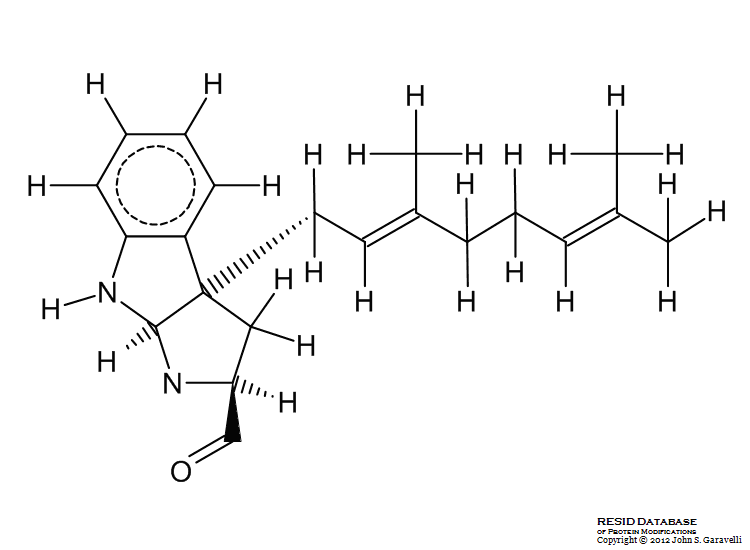 H H
H H H H
H H H
H
H H
N H H H H H
H
H H
N H
O
RESID DATABASE
OF PROTEIN MODIFICATIONS
Copyright © 2012 John S. Garavelli